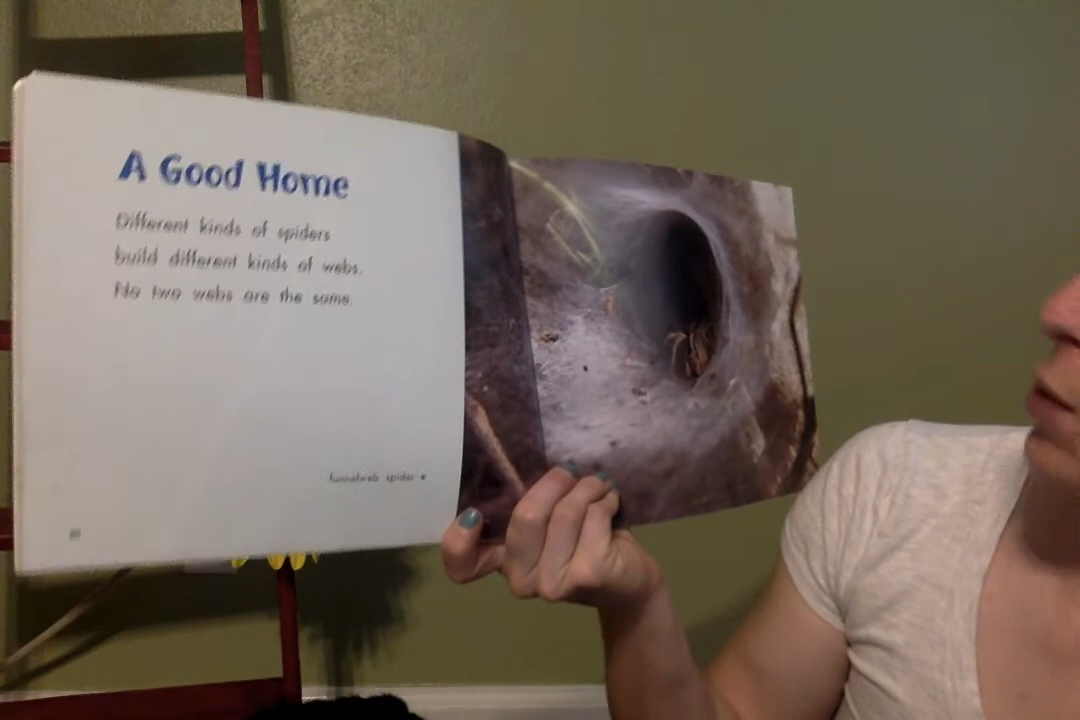 A Good Home
Different kinds of spiders
build different kinds of webs.
No two webs are the same.
funnelweb spider